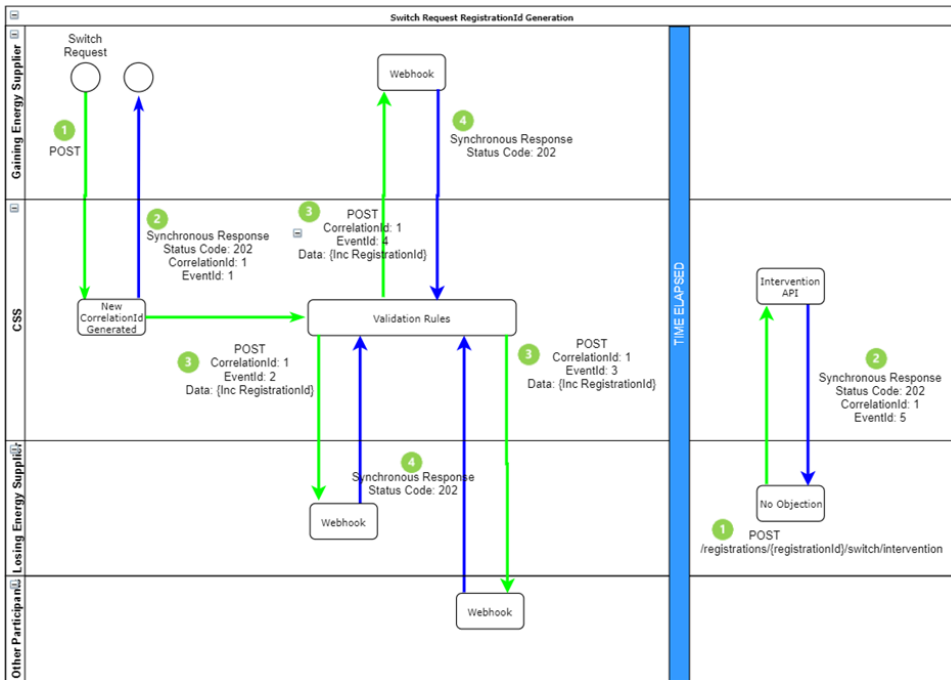 Switch Request RegistrationId Generation
Gaining Energy Supplier
Switch
Request
1
POST
2
Synchronous Response
Status Code: 202
CorrelationId: 1
EventId: 1
Webhook
4
Synchronous Response
Status Code: 202
3
POST
CorrelationId: 1
EventId: 4
Data: {Inc RegistrationId}
CSS
New
CorrelationId
Generated
Validation Rules
3
POST
CorrelationId: 1
EventId: 2
Data: {Inc RegistrationId}
3
POST
CorrelationId: 1
EventId: 3
Data: {Inc RegistrationId}
TIME ELAPSED
Intervention
API
2
Synchronous Response
Status Code: 202
CorrelationId: 1
EventId: 5
Losing Energy Supplier
4
Synchronous Response
Status Code: 202
Webhook
No Objection
1
POST
/registrations/{registrationId}/switch/intervention
Other
Webhook